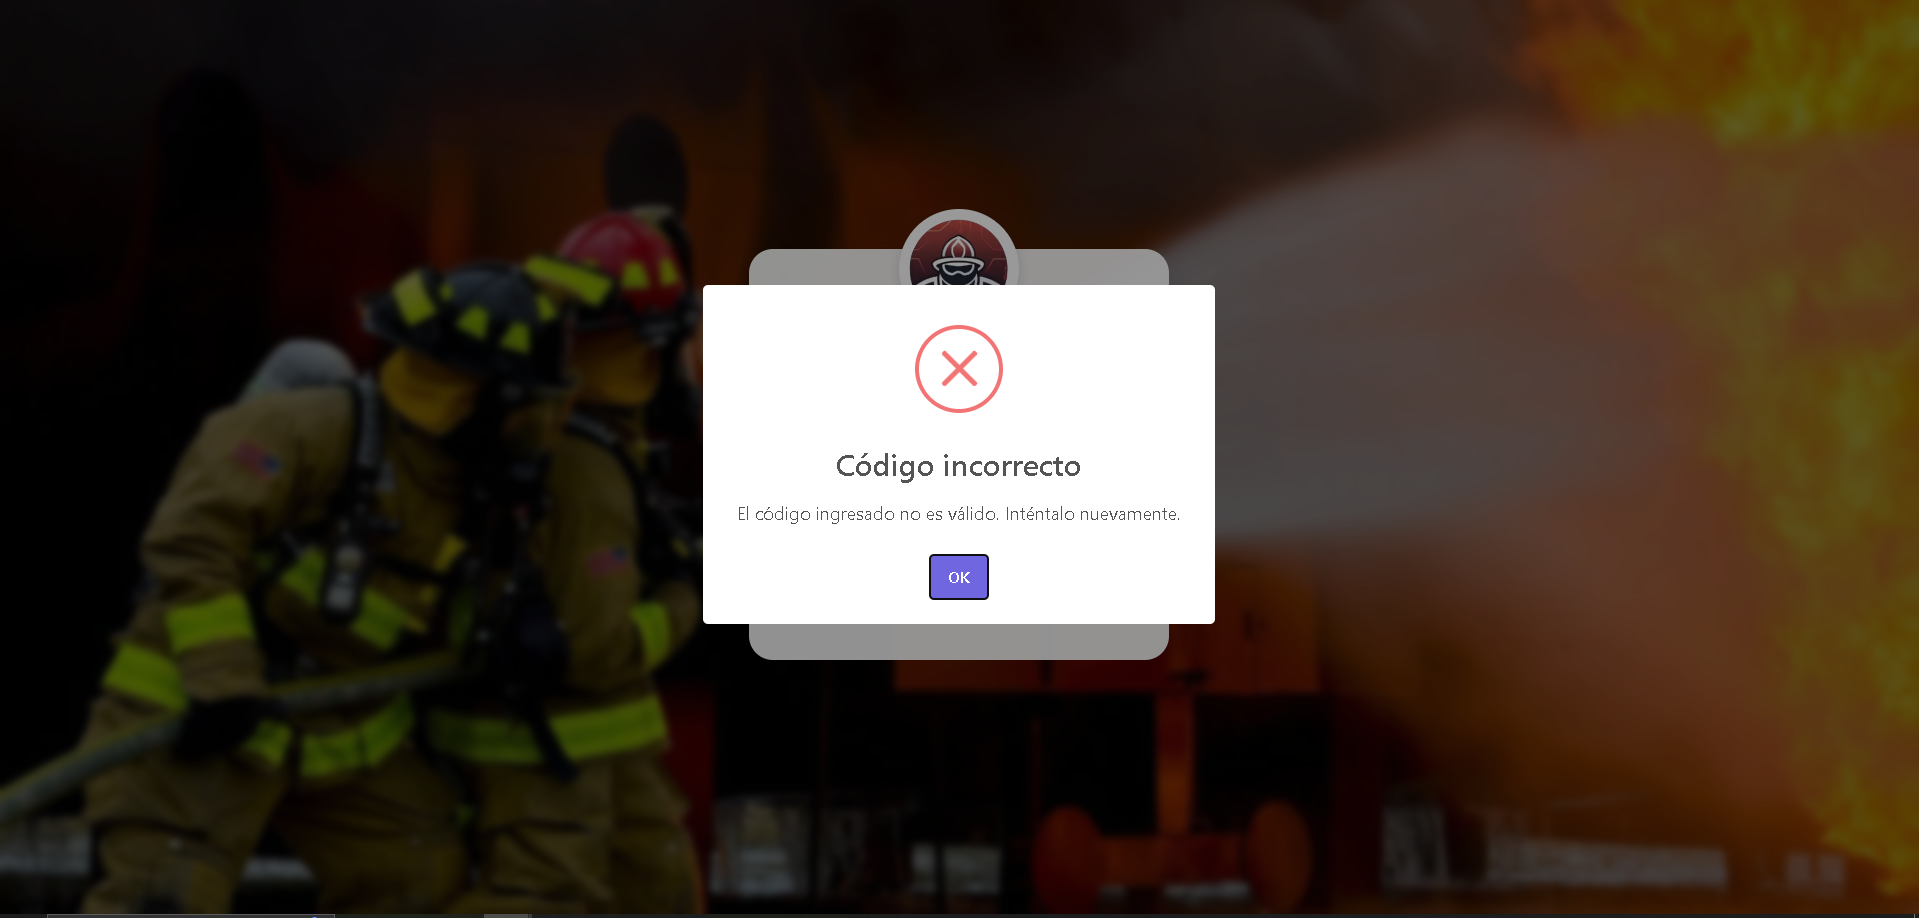 Código incorrecto
El código ingresado no es válido. Inténtalo nuevamente.
OK